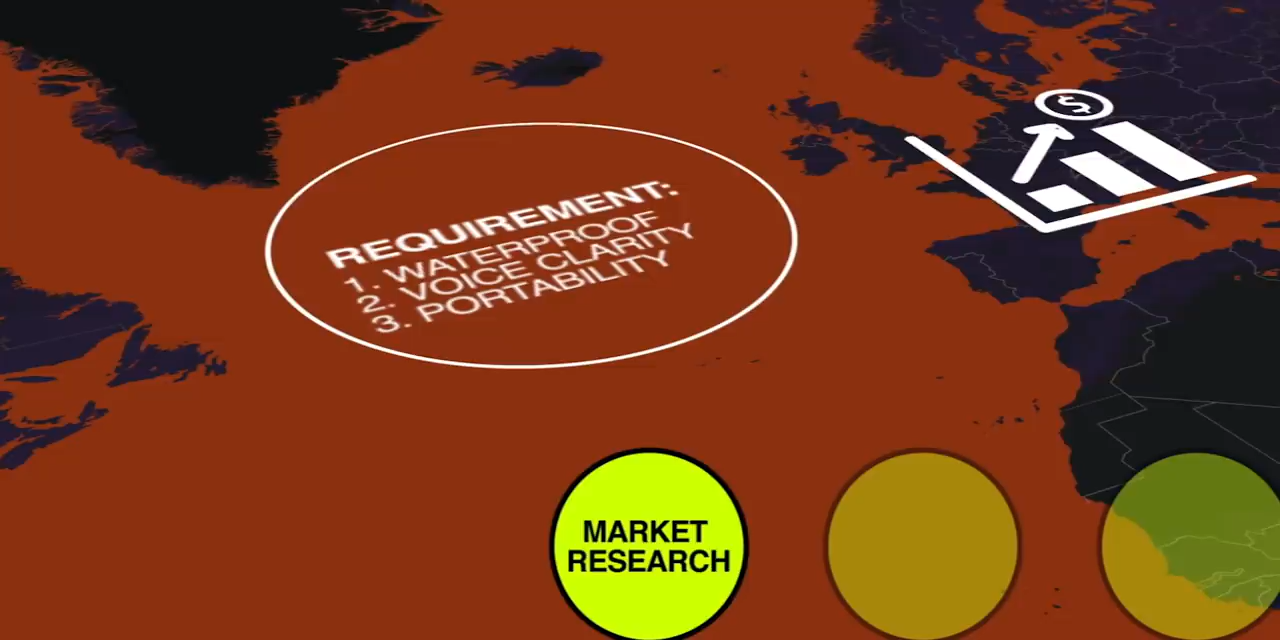 REQUIREMENT:
1. WATERPROOF
2. VOICE CLARITY
3. PORTABILITY
$
MARKET
RESEARCH